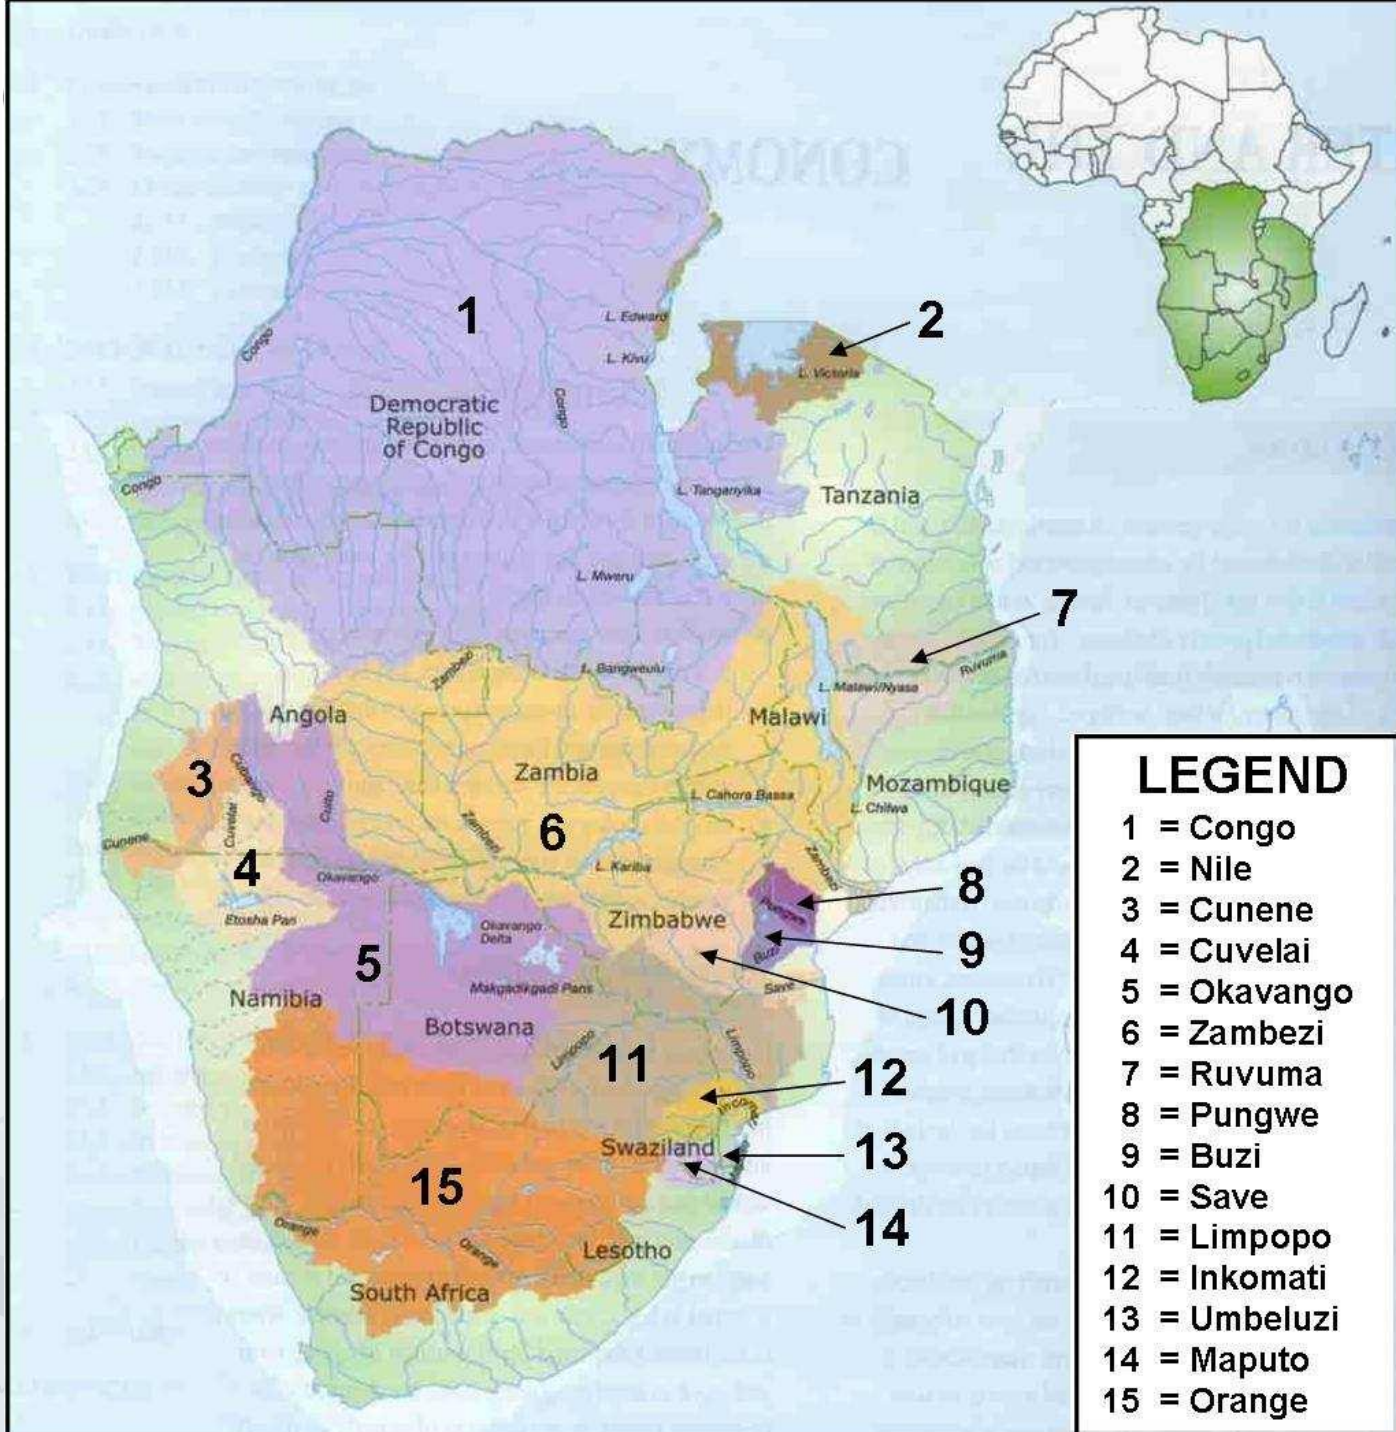 CONOMY
1
2
L. Edward
L. Kivu
L. Victoria
Congo
Congo
Democratic
Republic
of Congo
Congo
L. Tanganyika
Tanzania
L. Mweru
7
Zambezi
L. Bangweulu
Ruvuma
L. Malawi/Nyasa
Angola
Malawi
3
Cubango
Cuvelai
Cuito
Zambia
Mozambique
L. Cahora Bassa
L. Chilwa
Cunene
4
Zambezi
6
L. Kariba
Zambezi
Okavango
8
Pungwe
Etosha Pan
Okavango
Delta
Zimbabwe
9
Buzi
5
Makgadikgadi Pans
Save
Namibia
10
Botswana
Limpopo
11
Limpopo
12
Incomati
Swaziland
13
15
14
Orange
Orange
Lesotho
South Africa
LEGEND
1 = Congo
2 = Nile
3 = Cunene
4 = Cuvelai
5 = Okavango
6 = Zambezi
7 = Ruvuma
8 = Pungwe
9 = Buzi
10 = Save
11 = Limpopo
12 = Inkomati
13 = Umbeluzi
14 = Maputo
15 = Orange